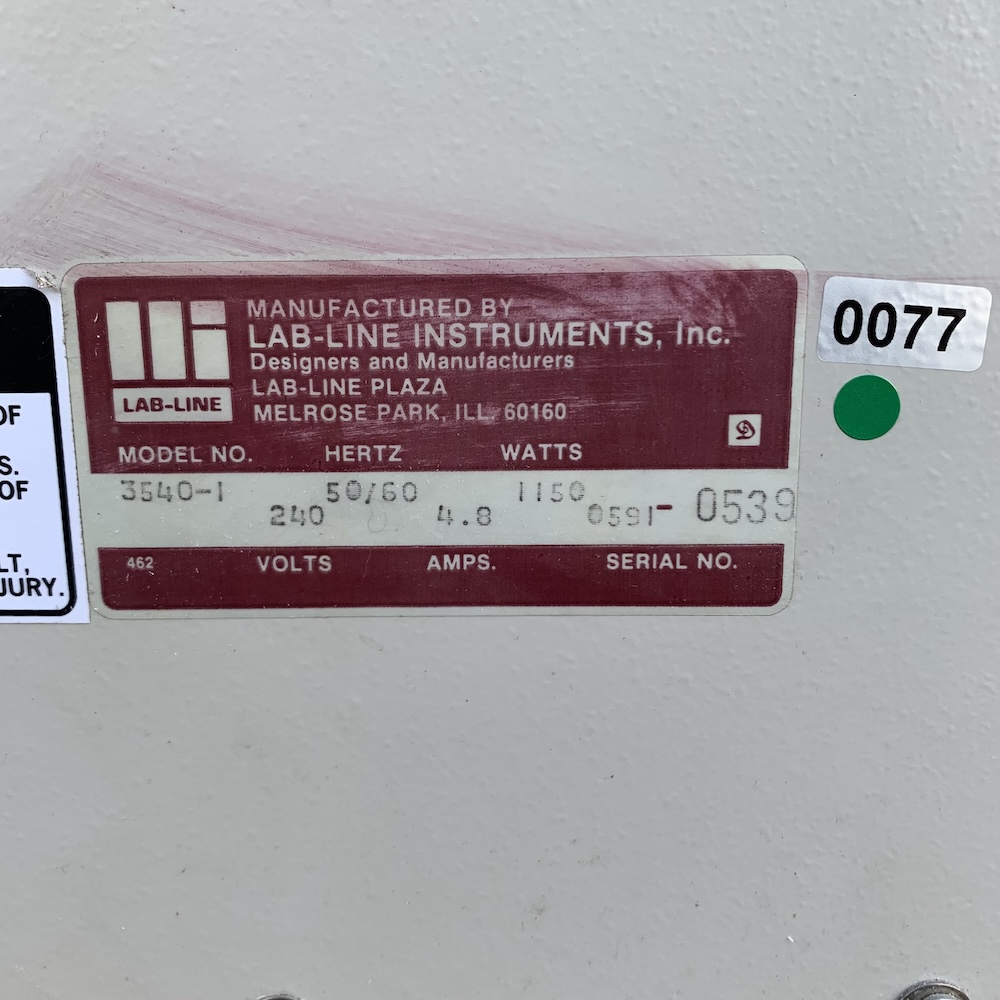 OF
S.
OF
LT,
JURY.
MANUFACTURED BY
LAB-LINE INSTRUMENTS, Inc.
Designers and Manufacturers
LAB-LINE PLAZA
MELROSE PARK, ILL. 60160
LAB-LINE
MODEL NO. HERTZ WATTS
3540-1 50/60 1150
240 4.8 0591-0539
462 VOLTS AMPS. SERIAL NO.
0077